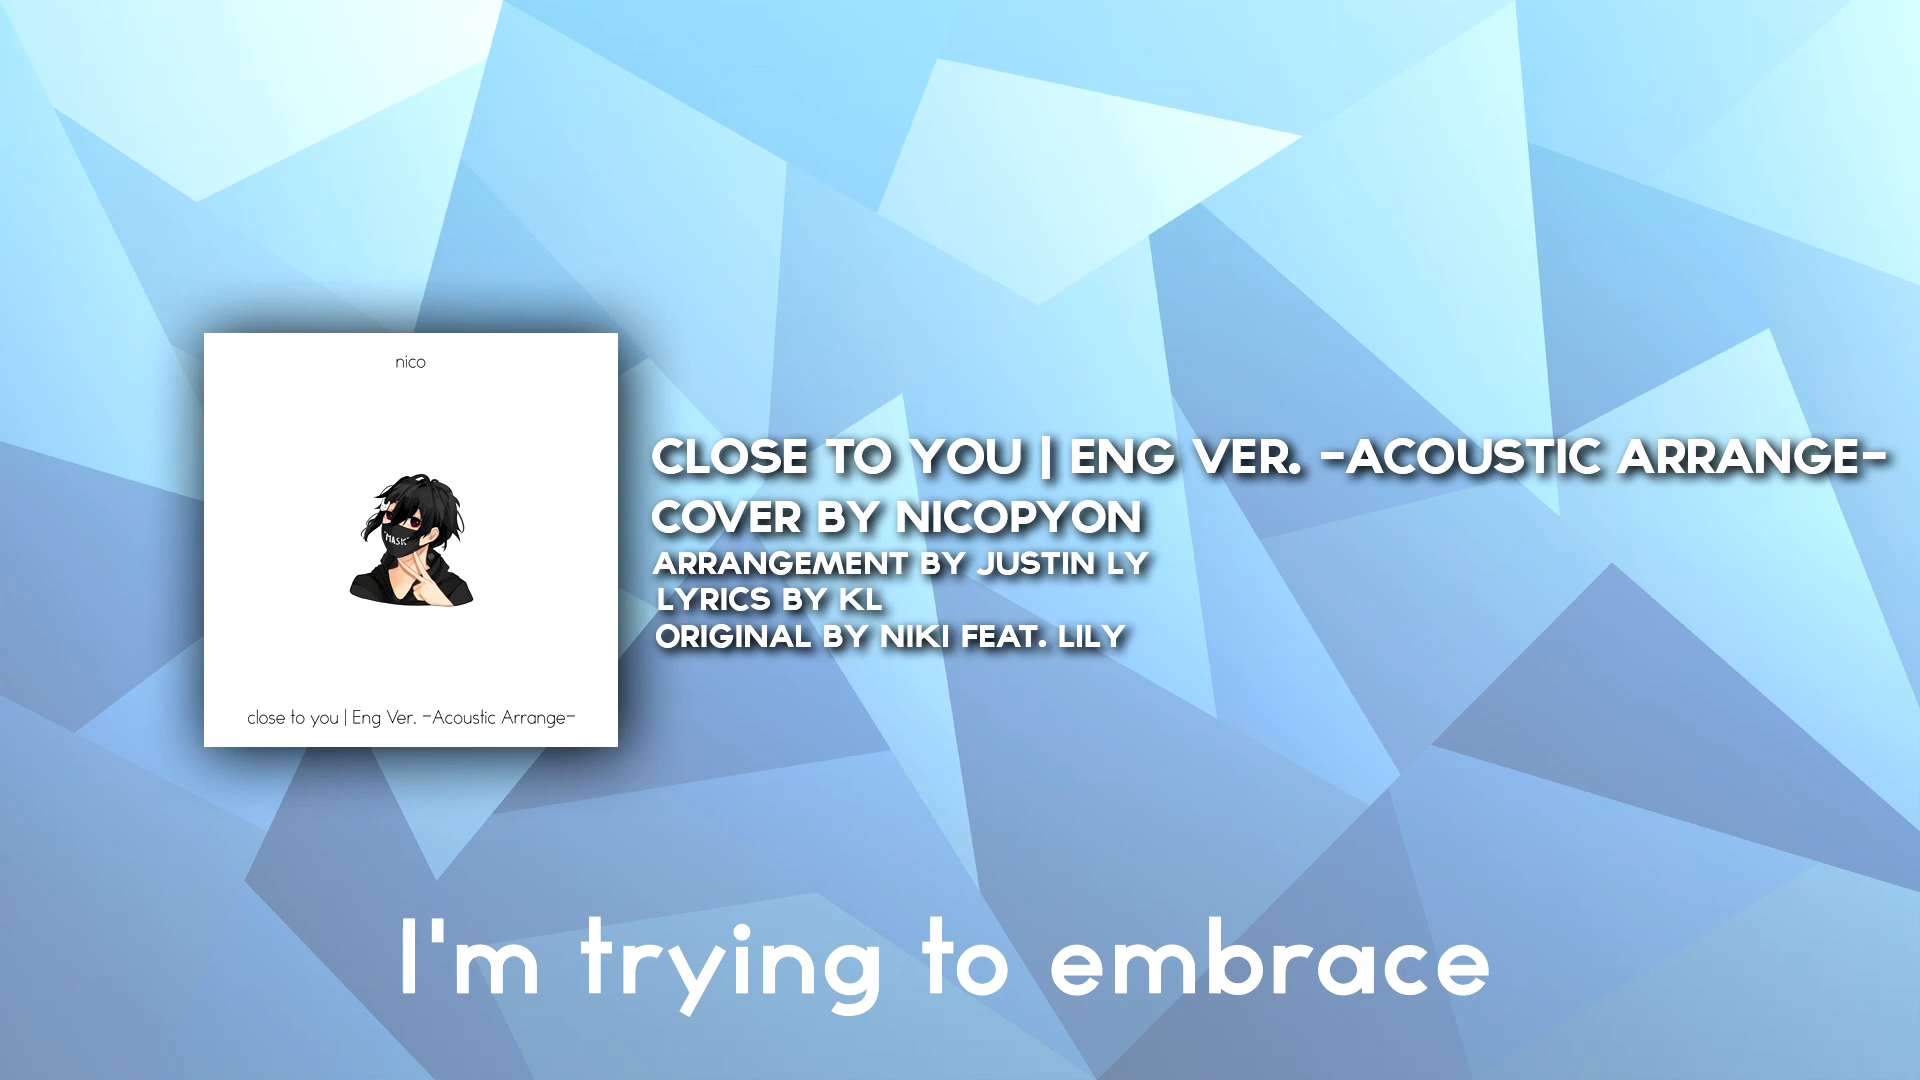 nico
"MASK"
close to you | Eng Ver. -Acoustic Arrange-
CLOSE TO YOU | ENG VER. -ACOUSTIC ARRANGE-
COVER BY NICOPYON
ARRANGEMENT BY JUSTIN LY
LYRICS BY KL
ORIGINAL BY NIKI FEAT. LILY
I'm trying to embrace